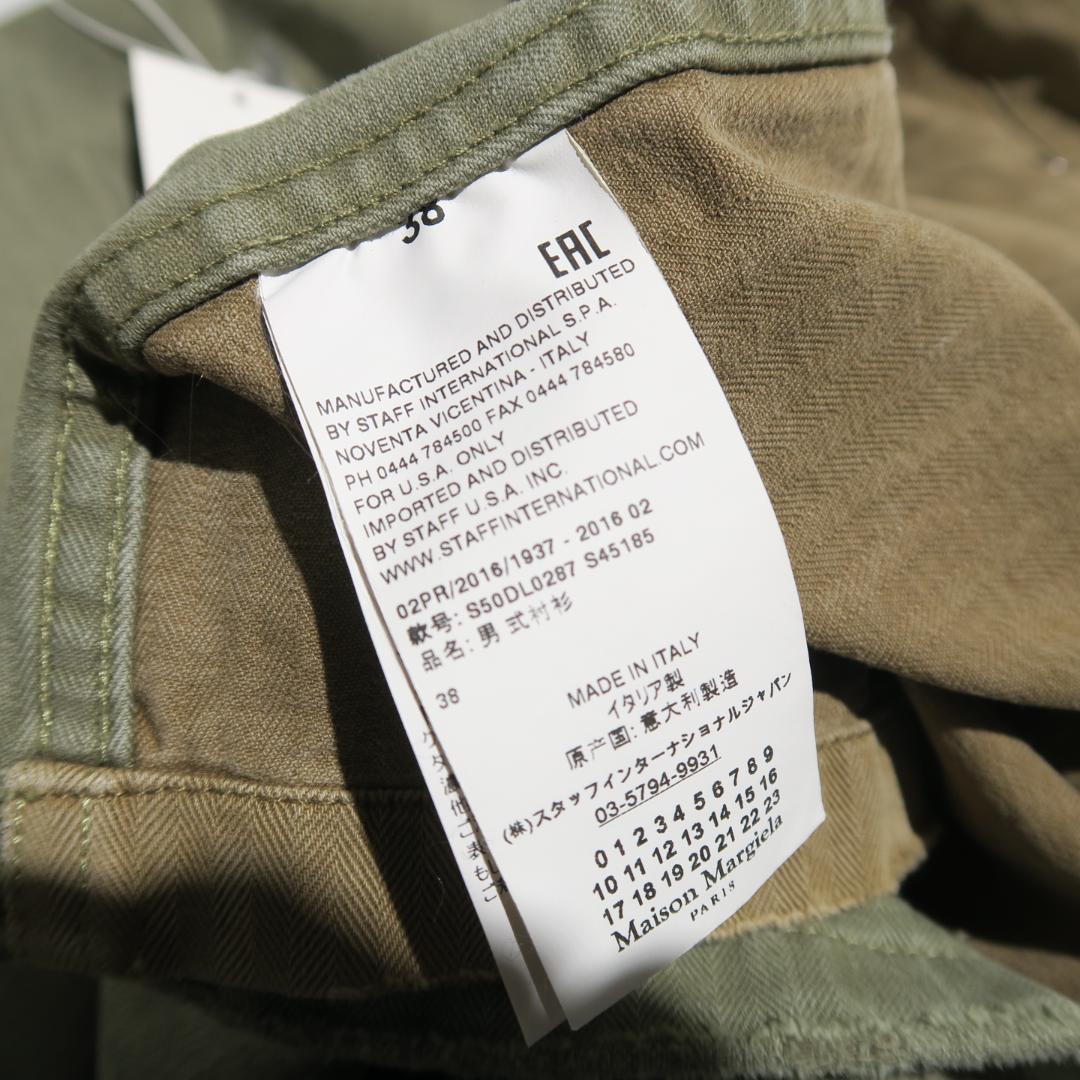 38
EAC
MANUFACTURED AND DISTRIBUTED
BY STAFF INTERNATIONAL S.P.A.
NOVENTA VICENTINA - ITALY
PH 0444 784500 FAX 0444 784580
FOR U.S.A. ONLY
IMPORTED AND DISTRIBUTED
BY STAFF U.S.A. INC.
WWW.STAFFINTERNATIONAL.COM
02PR/2016/1937 - 2016 02
款号: S50DL0287 S45185
品名: 男式衬衫
38
MADE IN ITALY
イタリア製
原产国: 意大利製造
(株)スタッフインターナショナルジャパン
03-5794-9931
0 1 2 3 4 5 6 7 8 9
10 11 12 13 14 15 16
17 18 19 20 21 22 23
Maison Margiela
PARIS